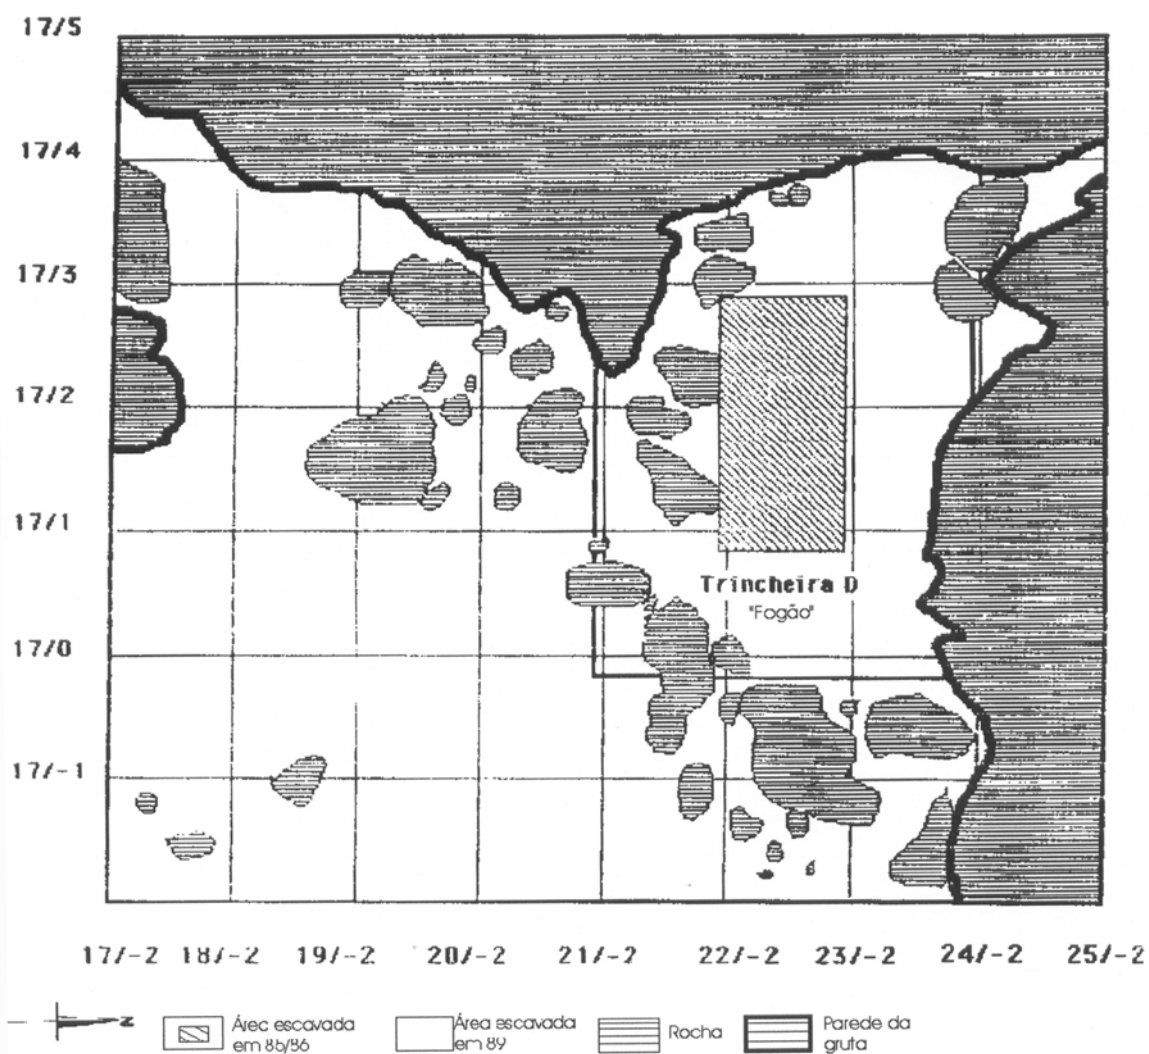 17/5
17/4
17/3
17/2
17/1
Trincheira D
"Fogão"
17/0
17/-1
17/-2 18/-2 19/-2 20/-2 21/-2 22/-2 23/-2 24/-2 25/-2
N
Árec escavada
em 85/86
Área escavada
em 89
Rocha
Parede da
gruta